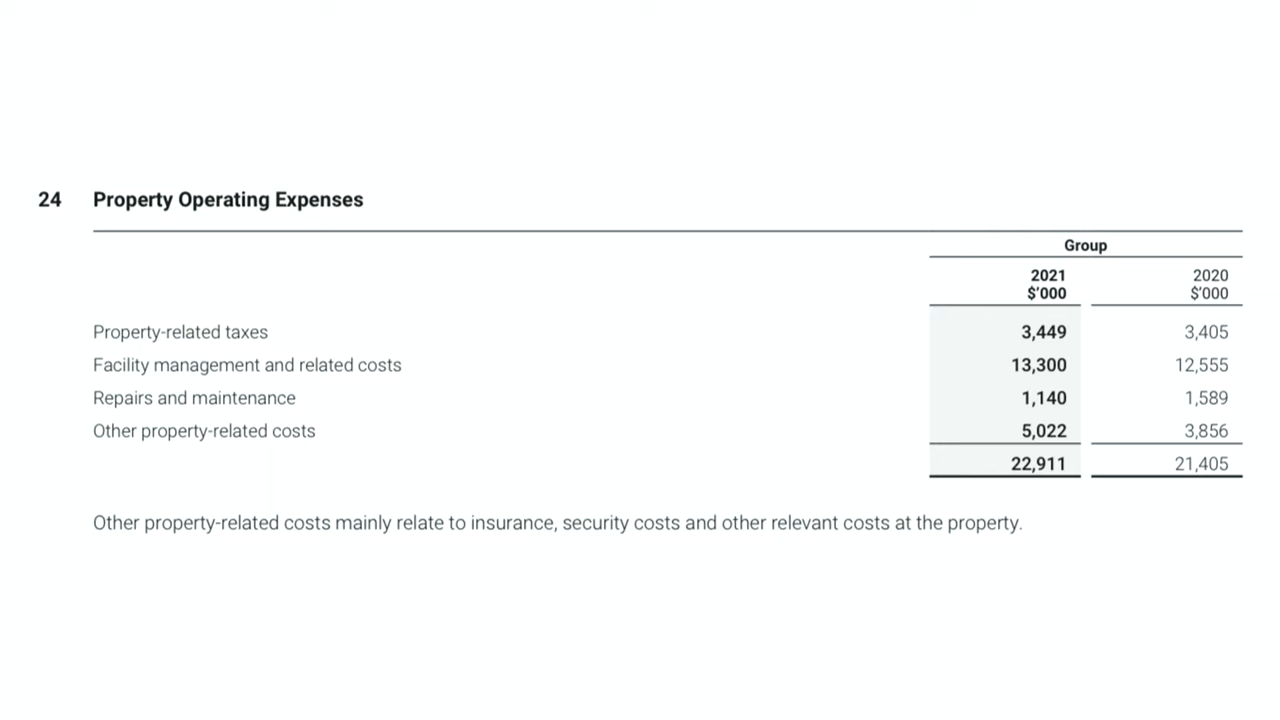 24 Property Operating Expenses
Group
2021 2020
$'000 $'000
Property-related taxes 3,449 3,405
Facility management and related costs 13,300 12,555
Repairs and maintenance 1,140 1,589
Other property-related costs 5,022 3,856
22,911 21,405
Other property-related costs mainly relate to insurance, security costs and other relevant costs at the property.